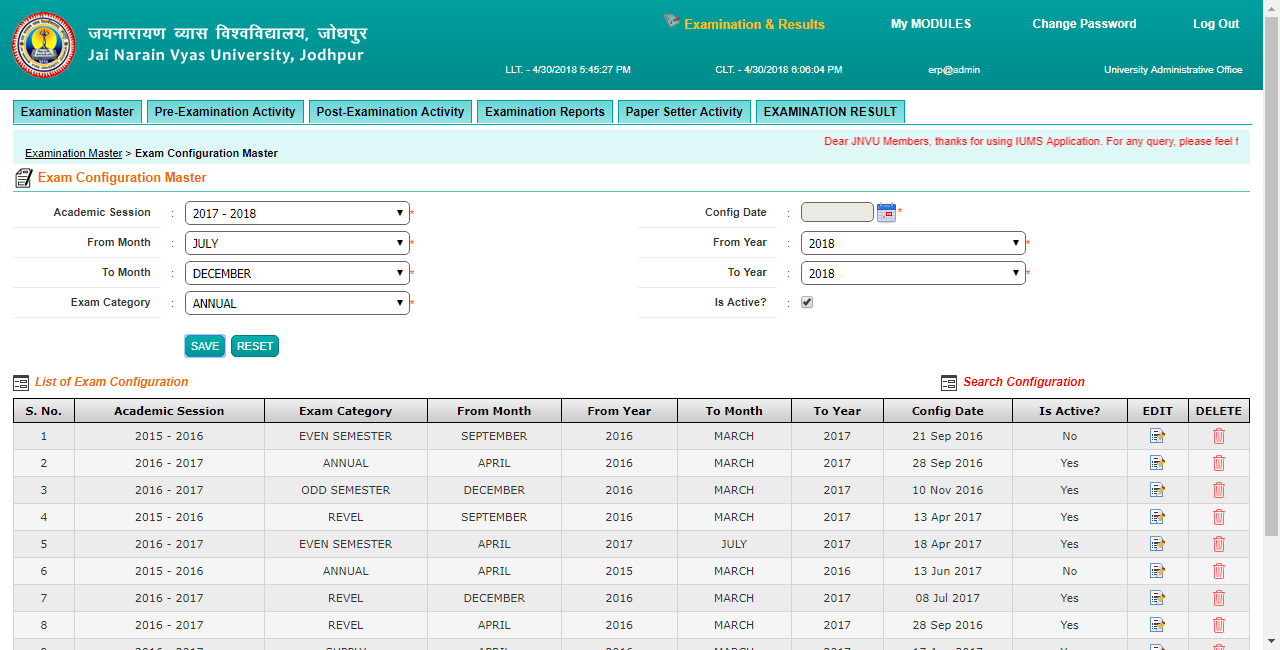 जयनारायण व्यास विश्वविद्यालय, जोधपुर
Jai Narain Vyas University, Jodhpur
Examination & Results My MODULES Change Password Log Out
LLT. - 4/30/2018 5:45:27 PM CLT. - 4/30/2018 6:06:04 PM erp@admin University Administrative Office
Examination Master Pre-Examination Activity Post-Examination Activity Examination Reports Paper Setter Activity EXAMINATION RESULT
Dear JNVU Members, thanks for using IUMS Application. For any query, please feel
Examination Master > Exam Configuration Master
Exam Configuration Master
Academic Session : 2017 - 2018 * Config Date : *
From Month : JULY * From Year : 2018 *
To Month : DECEMBER * To Year : 2018 *
Exam Category : ANNUAL * Is Active? :
SAVE RESET
List of Exam Configuration Search Configuration
S. No. Academic Session Exam Category From Month From Year To Month To Year Config Date Is Active? EDIT DELETE
1 2015 - 2016 EVEN SEMESTER SEPTEMBER 2016 MARCH 2017 21 Sep 2016 No
2 2016 - 2017 ANNUAL APRIL 2016 MARCH 2017 28 Sep 2016 Yes
3 2016 - 2017 ODD SEMESTER DECEMBER 2016 MARCH 2017 10 Nov 2016 Yes
4 2015 - 2016 REVEL SEPTEMBER 2016 MARCH 2017 13 Apr 2017 Yes
5 2016 - 2017 EVEN SEMESTER APRIL 2017 JULY 2017 18 Apr 2017 Yes
6 2015 - 2016 ANNUAL APRIL 2015 MARCH 2016 13 Jun 2017 No
7 2016 - 2017 REVEL DECEMBER 2016 MARCH 2017 08 Jul 2017 Yes
8 2016 - 2017 REVEL APRIL 2016 MARCH 2017 28 Sep 2016 Yes